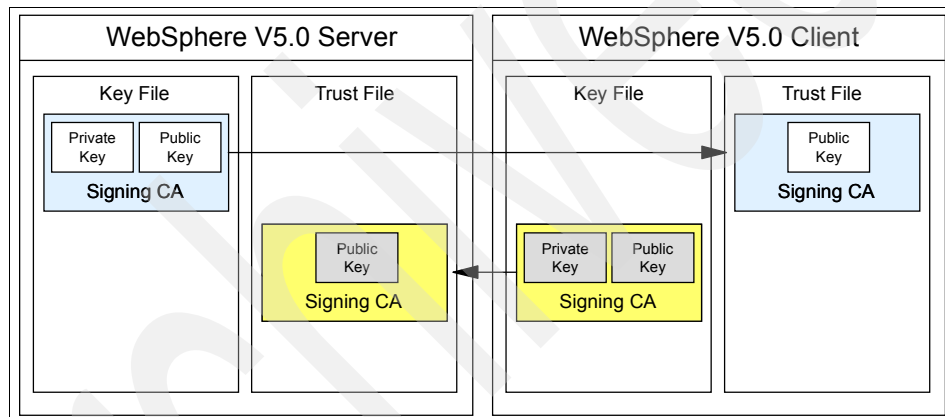 WebSphere V5.0 Server
Key File
Private
Key
Public
Key
Signing CA
Trust File
Public
Key
Signing CA
WebSphere V5.0 Client
Key File
Private
Key
Public
Key
Signing CA
Trust File
Public
Key
Signing CA